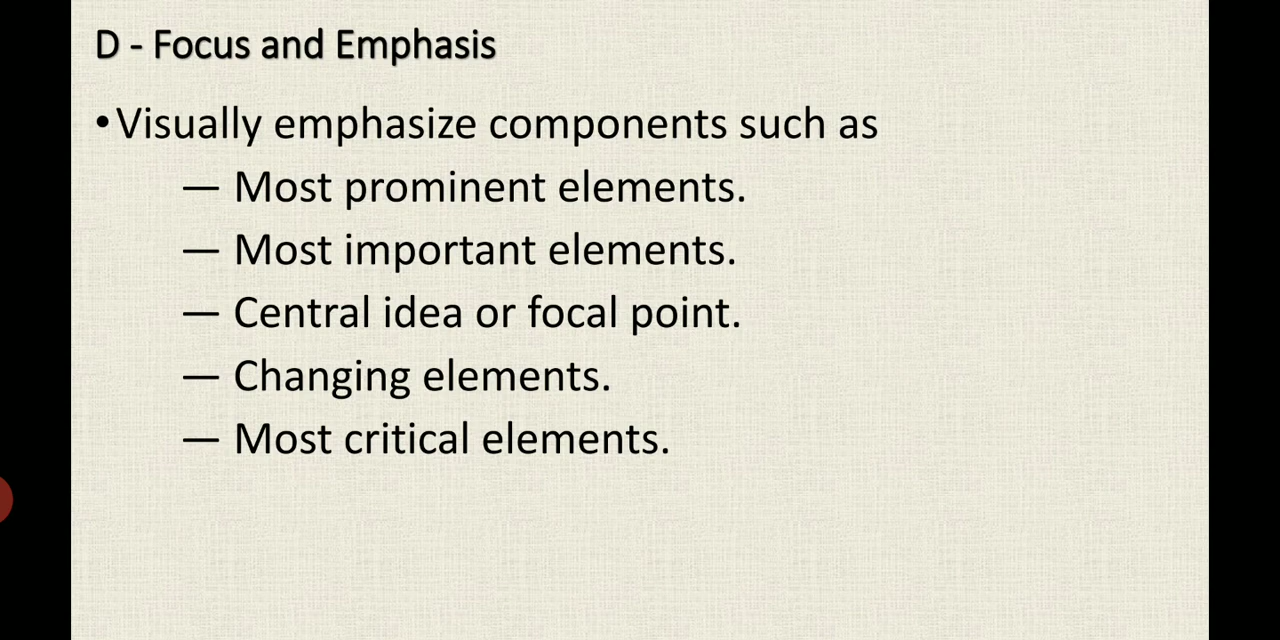 D - Focus and Emphasis
•Visually emphasize components such as
— Most prominent elements.
— Most important elements.
— Central idea or focal point.
— Changing elements.
— Most critical elements.